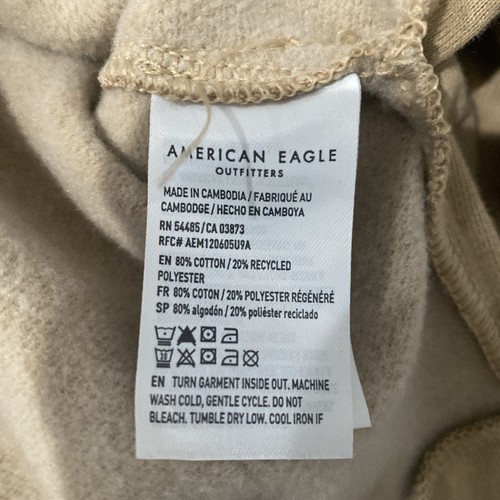 AMERICAN EAGLE
OUTFITTERS
MADE IN CAMBODIA / FABRIQUÉ AU
CAMBODGE / HECHO EN CAMBOYA
RN 54485 / CA 03873
RFC# AEM120605U9A
EN 80% COTTON / 20% RECYCLED
POLYESTER
FR 80% COTON / 20% POLYESTER RÉGÉNÉRÉ
SP 80% algodón / 20% poliéster reciclado
EN TURN GARMENT INSIDE OUT. MACHINE
WASH COLD, GENTLE CYCLE. DO NOT
BLEACH. TUMBLE DRY LOW. COOL IRON IF